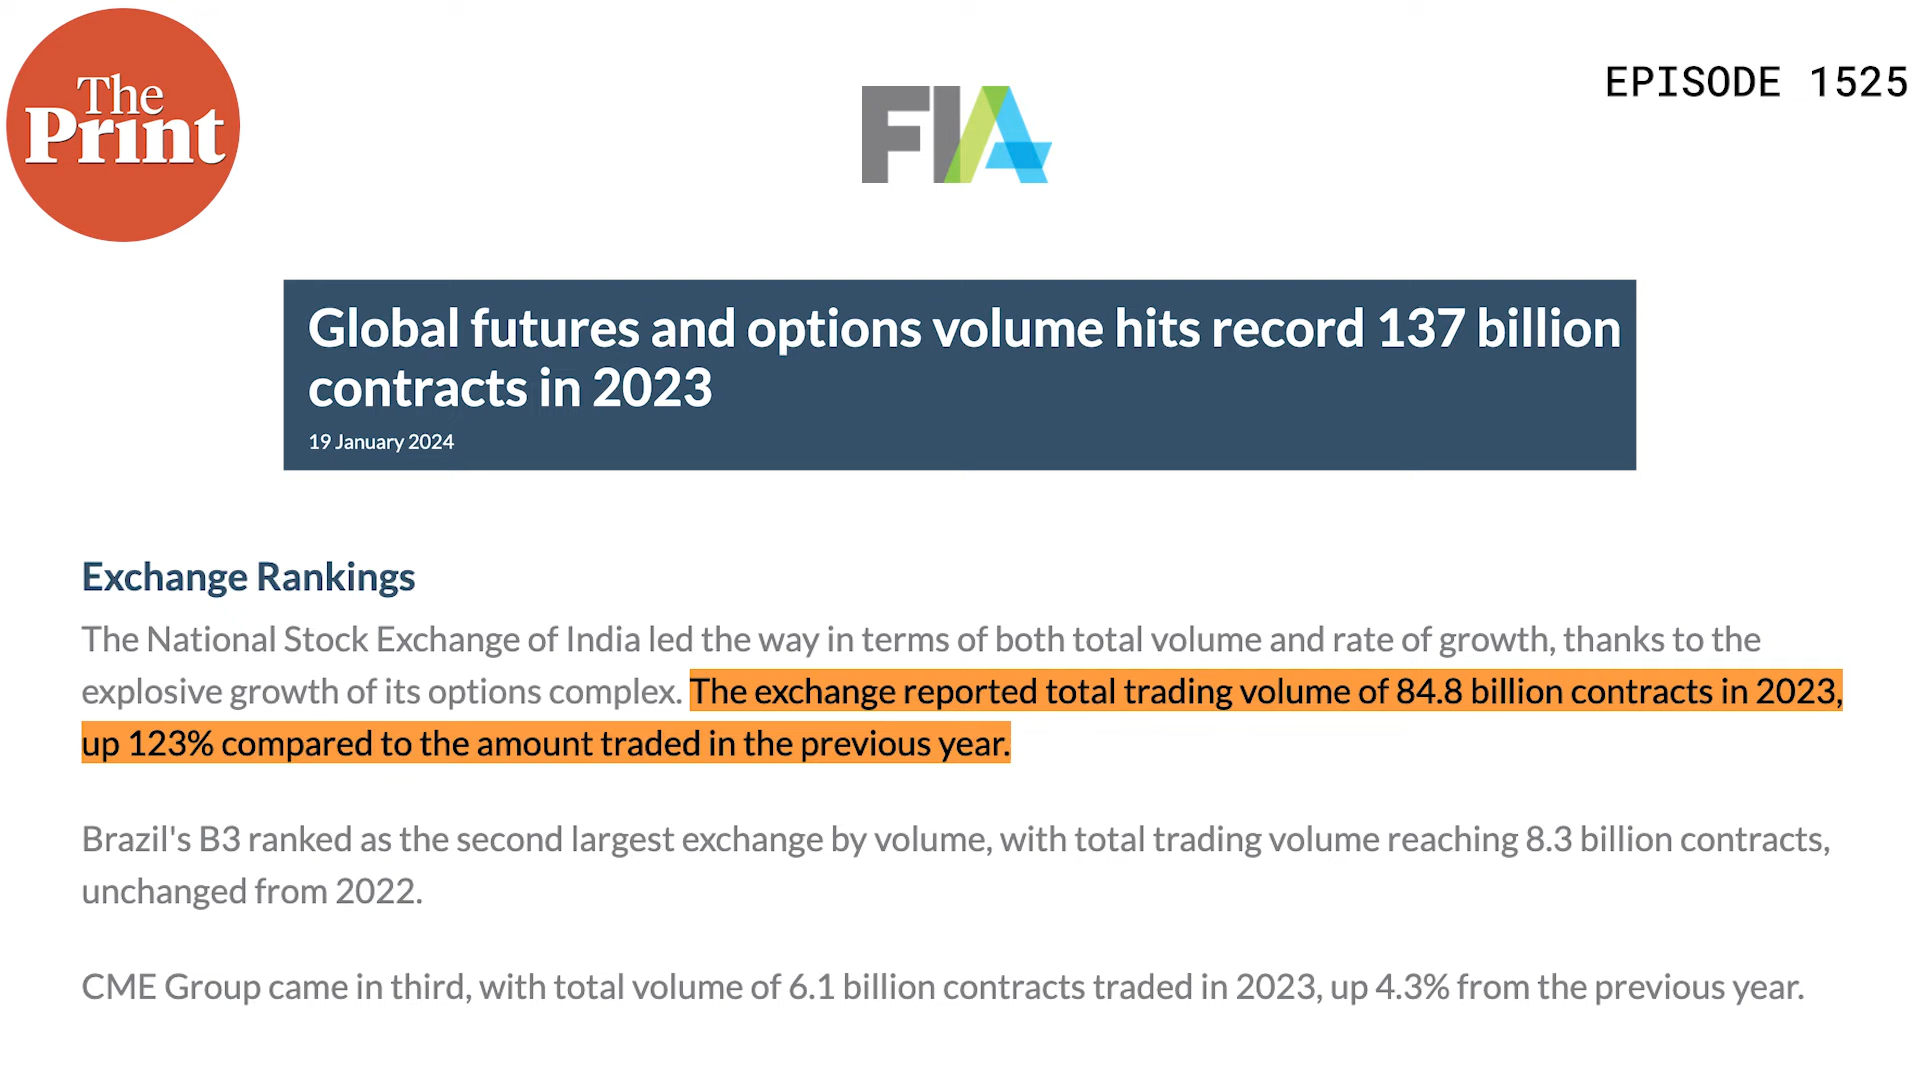 The
Print
FIA
EPISODE 1525
Global futures and options volume hits record 137 billion
contracts in 2023
19 January 2024
Exchange Rankings
The National Stock Exchange of India led the way in terms of both total volume and rate of growth, thanks to the
explosive growth of its options complex. The exchange reported total trading volume of 84.8 billion contracts in 2023,
up 123% compared to the amount traded in the previous year.
Brazil's B3 ranked as the second largest exchange by volume, with total trading volume reaching 8.3 billion contracts,
unchanged from 2022.
CME Group came in third, with total volume of 6.1 billion contracts traded in 2023, up 4.3% from the previous year.